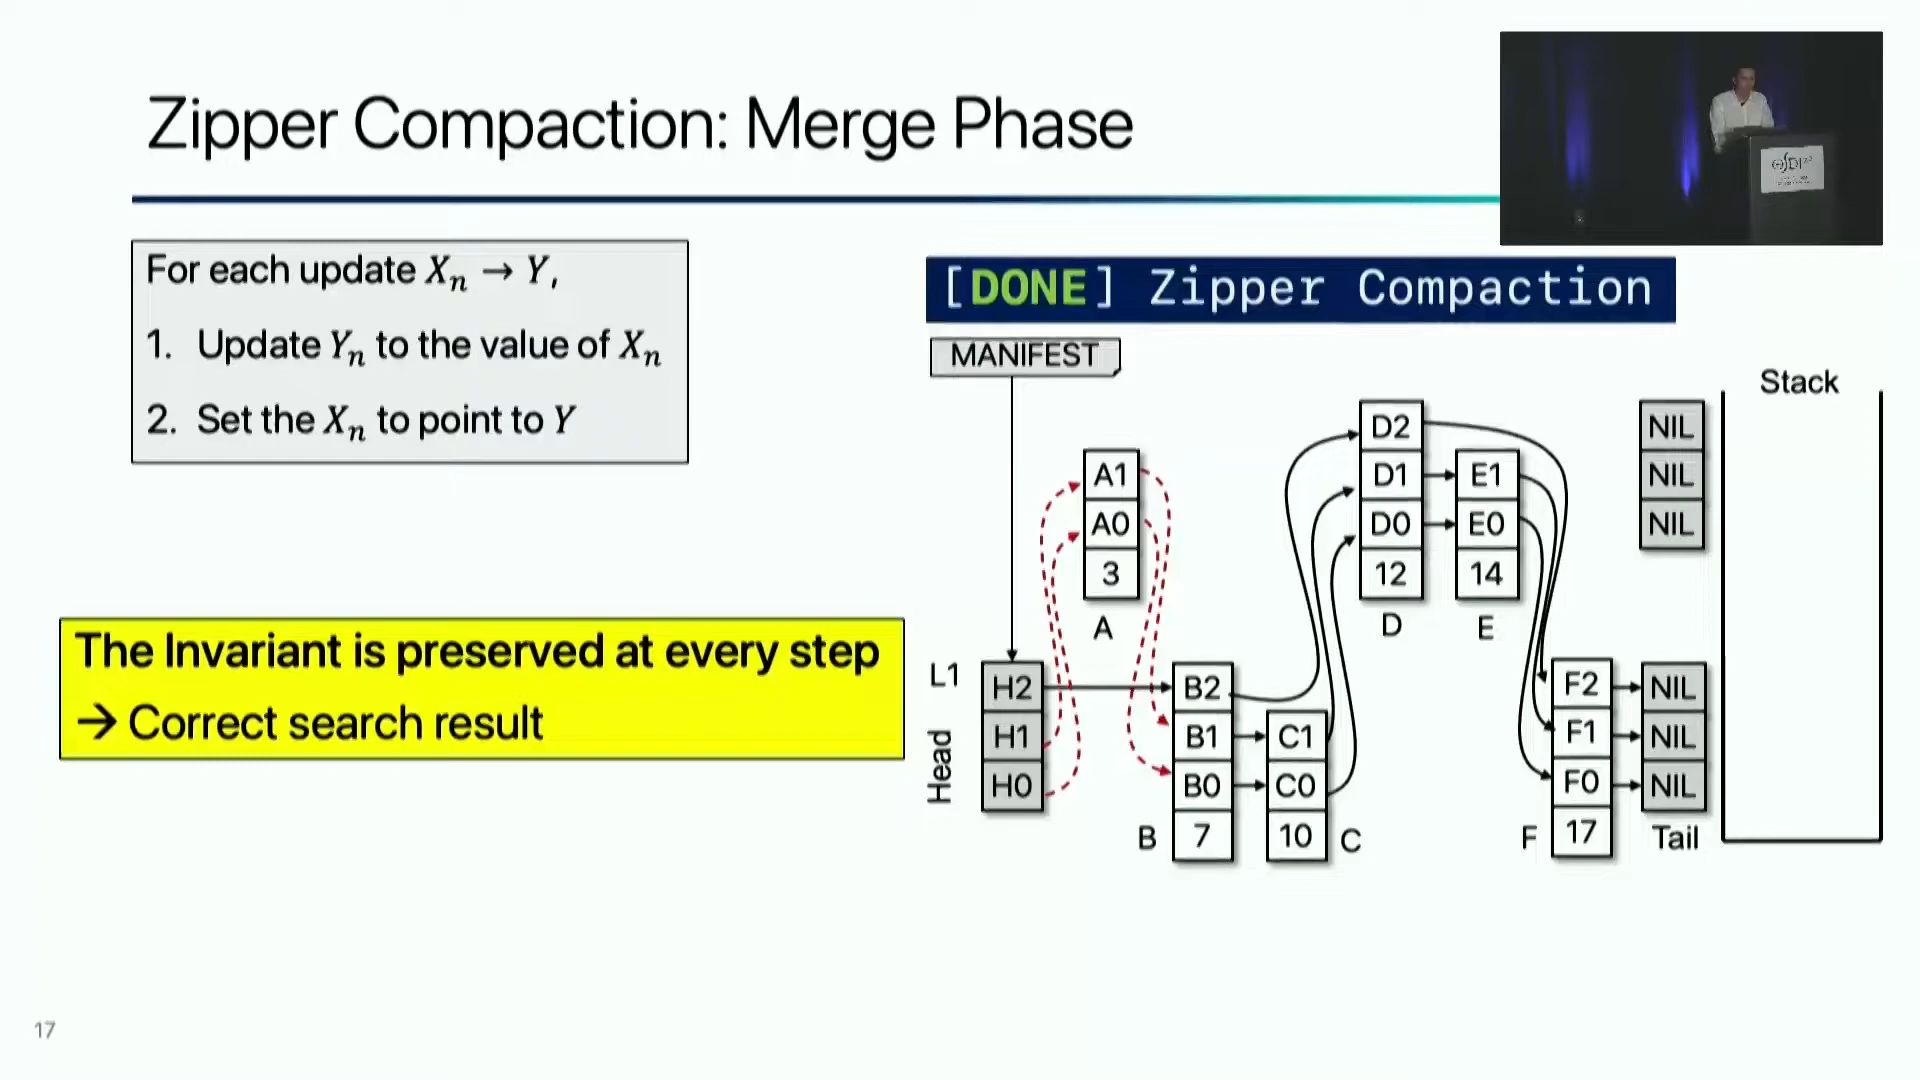 Zipper Compaction: Merge Phase
For each update Xn → Y,
1. Update Yn to the value of Xn
2. Set the Xn to point to Y
The Invariant is preserved at every step
→ Correct search result
[DONE] Zipper Compaction
MANIFEST
Stack
D2
NIL
A1
D1
E1
NIL
A0
D0
E0
NIL
3
12
14
A
D
E
L1
H2
B2
F2
NIL
Head
H1
B1
C1
F1
NIL
H0
B0
C0
F0
NIL
B
7
10
C
F
17
Tail
17